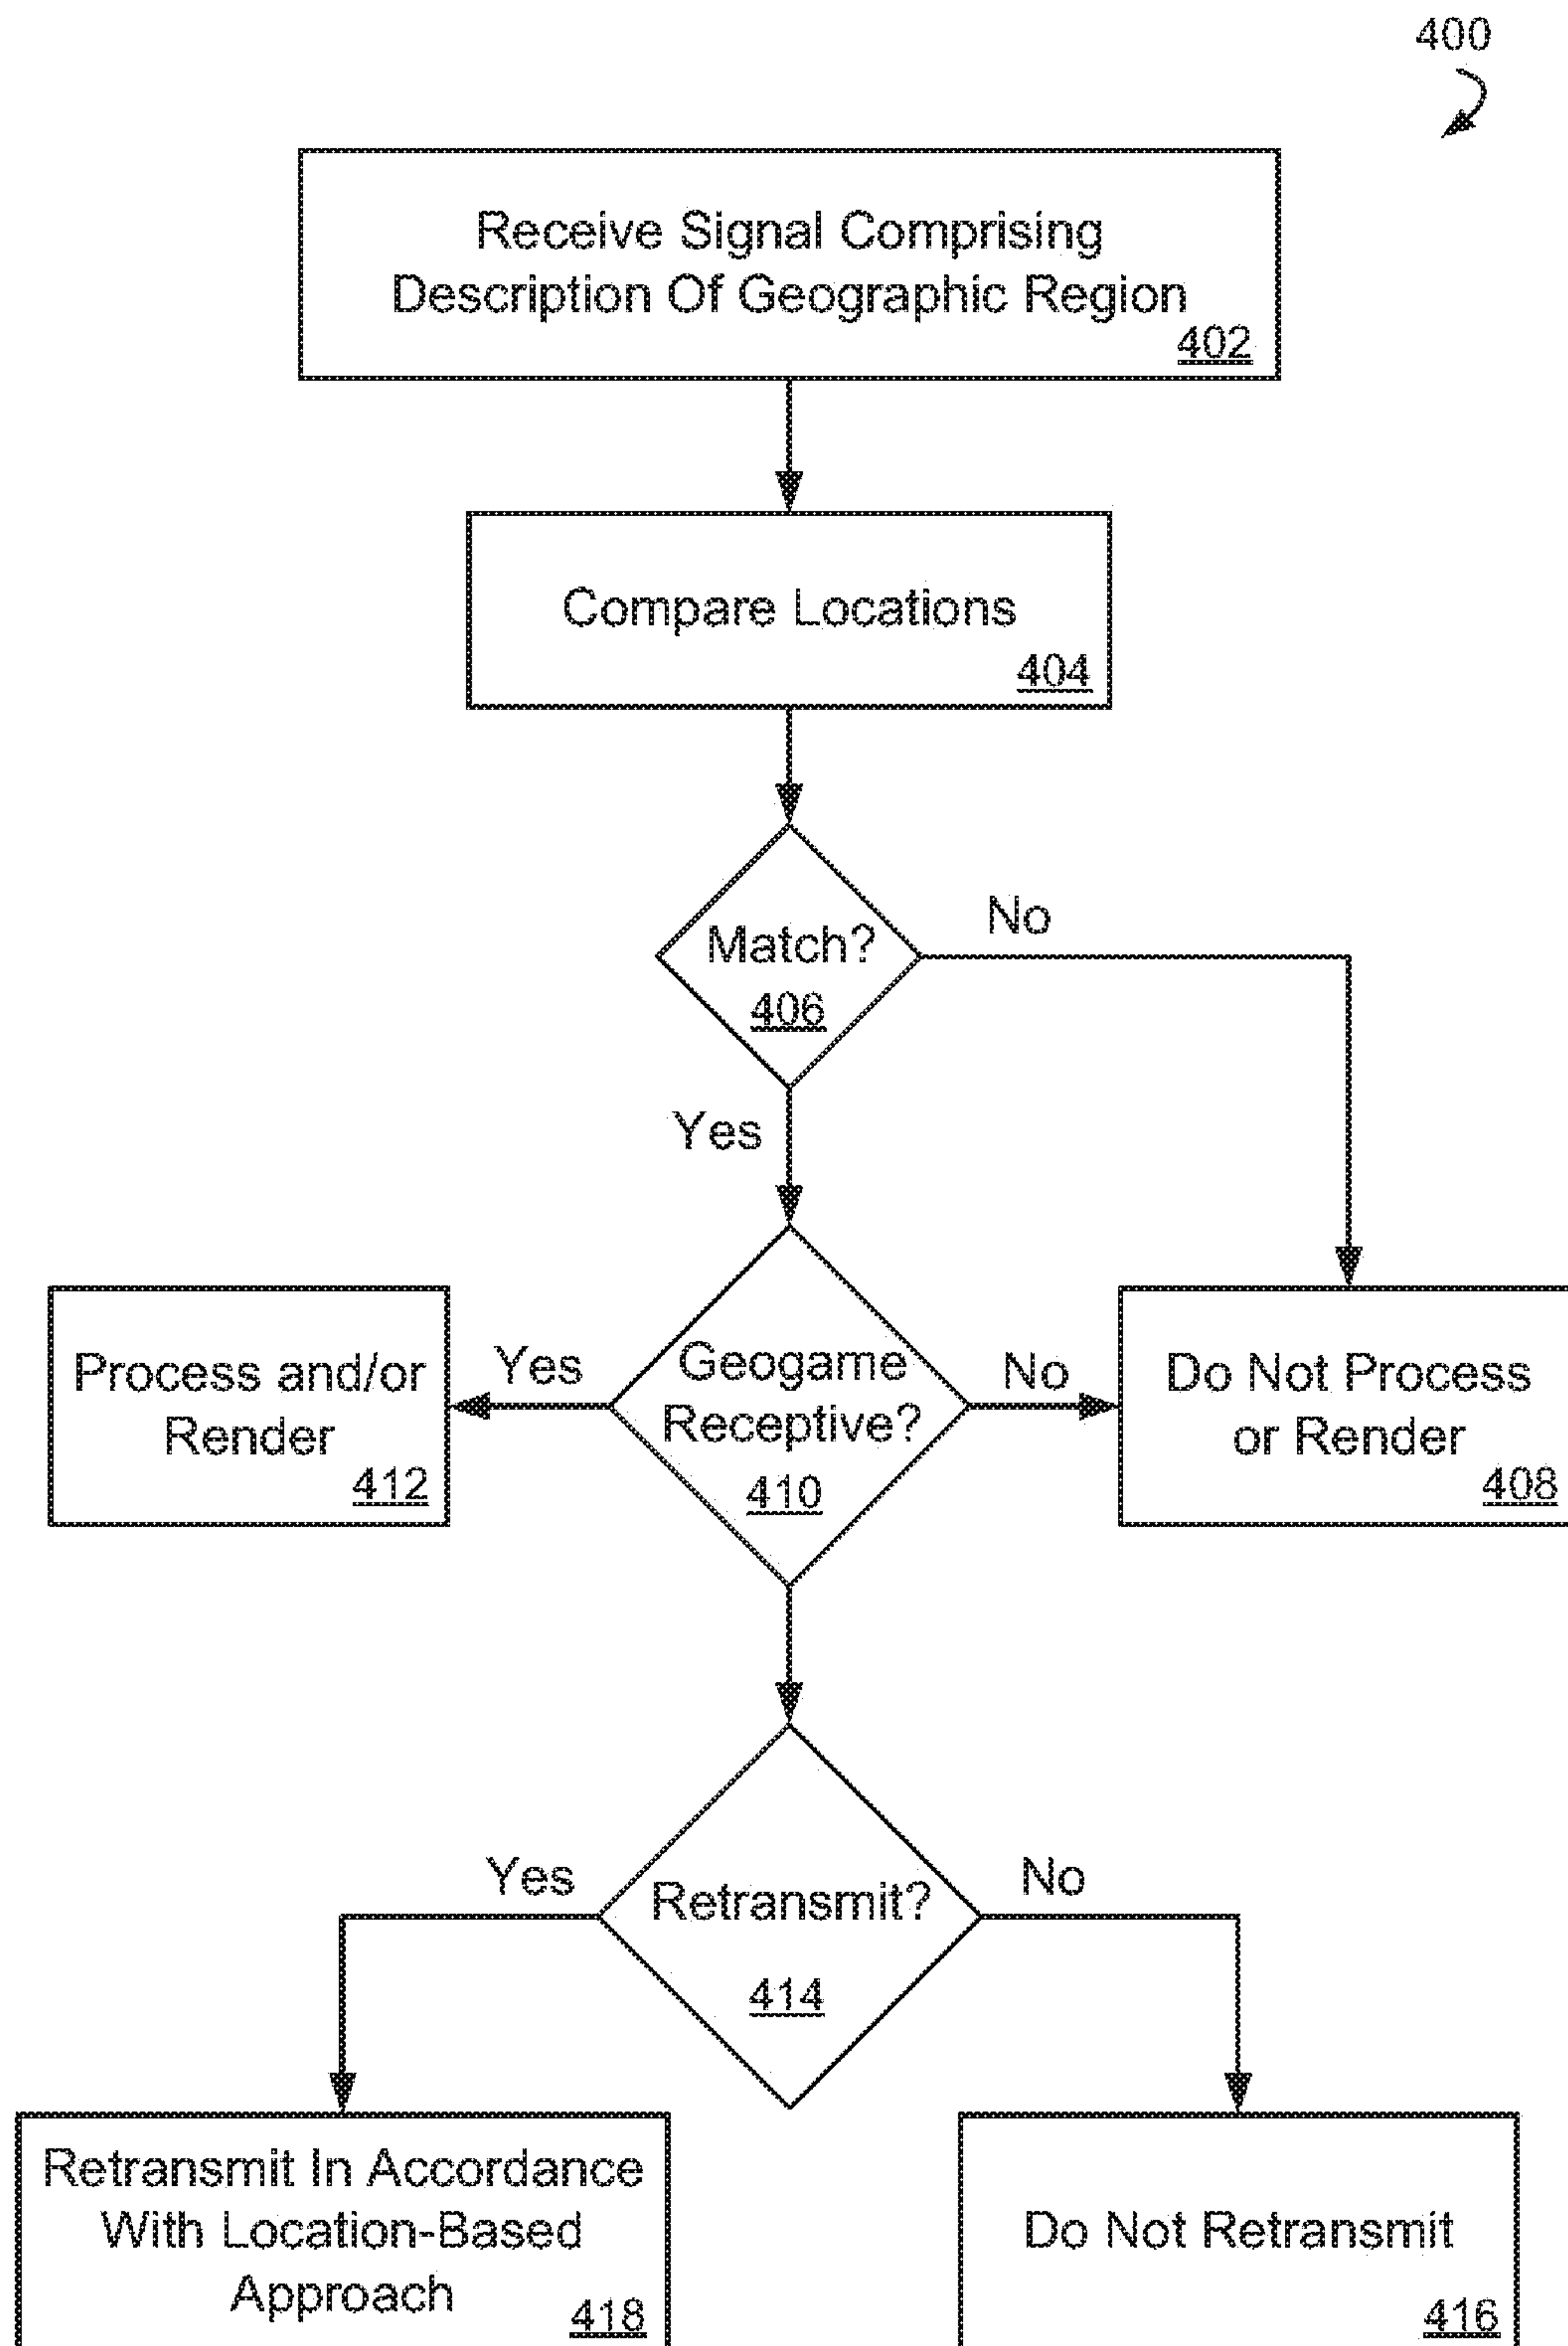 400
Receive Signal Comprising
Description Of Geographic Region
402
Compare Locations
404
Match?
406
No
Yes
Process and/or
Render
412
Yes
Geogame
Receptive?
410
No
Do Not Process
or Render
408
Yes
Retransmit?
414
No
Retransmit In Accordance
With Location-Based
Approach
418
Do Not Retransmit
416